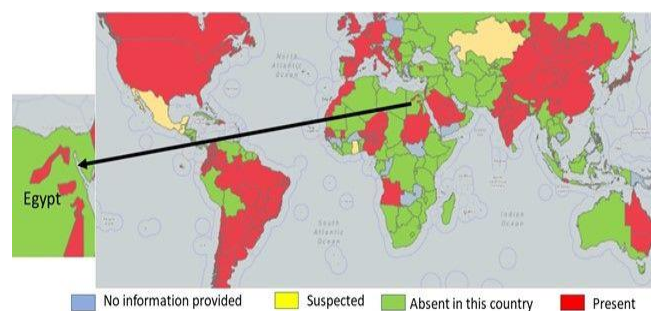 North
Atlantic
Ocean
Egypt
South
Atlantic
Ocean
Indian
Ocean
No information provided
Suspected
Absent in this country
Present